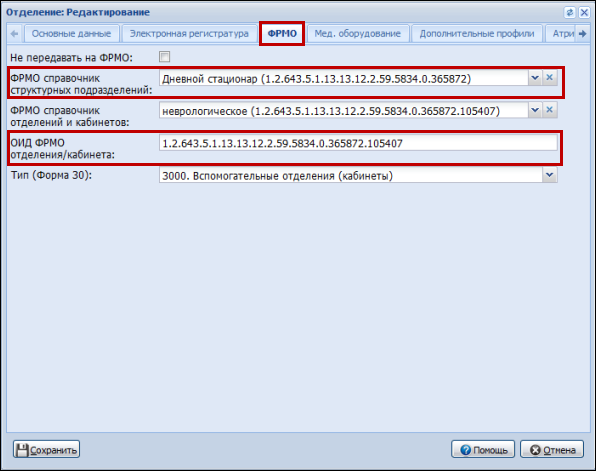 Отделение: Редактирование
Основные данные
Электронная регистратура
ФРМО
Мед. оборудование
Дополнительные профили
Атри
Не передавать на ФРМО:
ФРМО справочник
структурных подразделений:
Дневной стационар (1.2.643.5.1.13.13.12.2.59.5834.0.365872)
ФРМО справочник
отделений и кабинетов:
неврологическое (1.2.643.5.1.13.13.12.2.59.5834.0.365872.105407)
ОИД ФРМО
отделения/кабинета:
1.2.643.5.1.13.13.12.2.59.5834.0.365872.105407
Тип (Форма 30):
3000. Вспомогательные отделения (кабинеты)
Сохранить
Помощь
Отмена